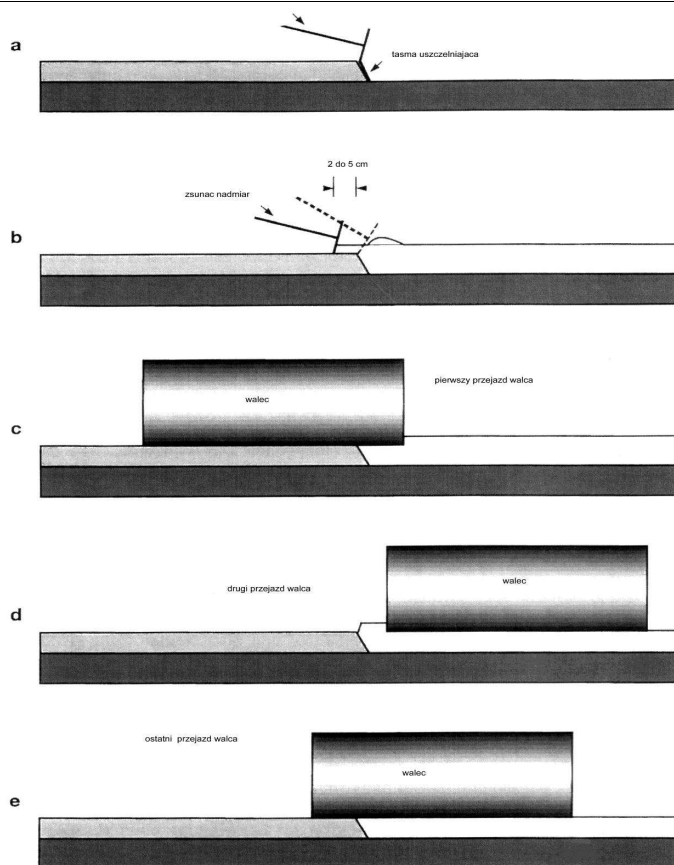 a
tasma uszczelniajaca
2 do 5 cm
zsunac nadmiar
b
pierwszy przejazd walca
walec
c
walec
drugi przejazd walca
d
ostatni przejazd walca
walec
e